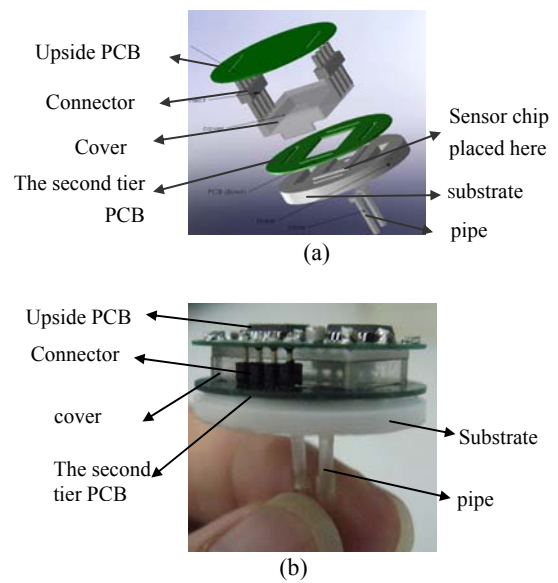 Upside PCB
Connector
Cover
The second tier
PCB
Sensor chip
placed here
substrate
pipe
(a)
Upside PCB
Connector
cover
The second
tier PCB
Substrate
pipe
(b)